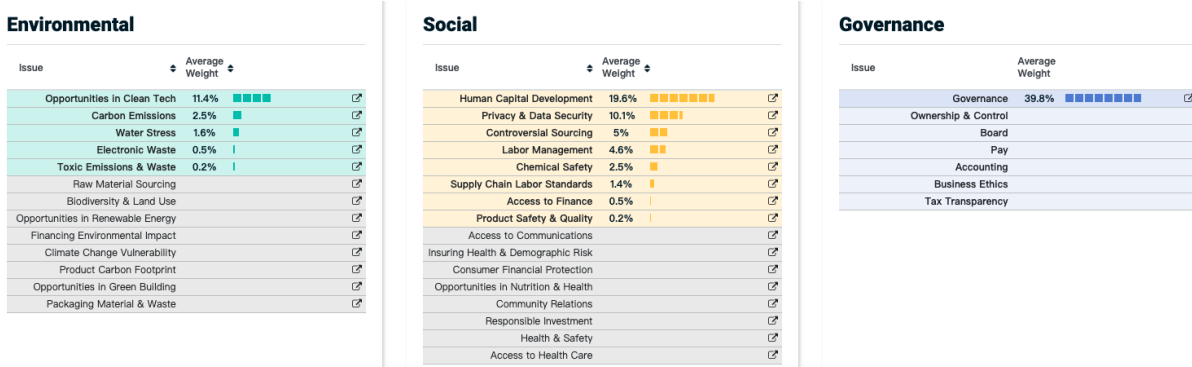 Environmental
Issue Average Weight
Opportunities in Clean Tech 11.4%
Carbon Emissions 2.5%
Water Stress 1.6%
Electronic Waste 0.5%
Toxic Emissions & Waste 0.2%
Raw Material Sourcing
Biodiversity & Land Use
Opportunities in Renewable Energy
Financing Environmental Impact
Climate Change Vulnerability
Product Carbon Footprint
Opportunities in Green Building
Packaging Material & Waste
Social
Issue Average Weight
Human Capital Development 19.6%
Privacy & Data Security 10.1%
Controversial Sourcing 5%
Labor Management 4.6%
Chemical Safety 2.5%
Supply Chain Labor Standards 1.4%
Access to Finance 0.5%
Product Safety & Quality 0.2%
Access to Communications
Insuring Health & Demographic Risk
Consumer Financial Protection
Opportunities in Nutrition & Health
Community Relations
Responsible Investment
Health & Safety
Access to Health Care
Governance
Issue Average Weight
Governance 39.8%
Ownership & Control
Board
Pay
Accounting
Business Ethics
Tax Transparency